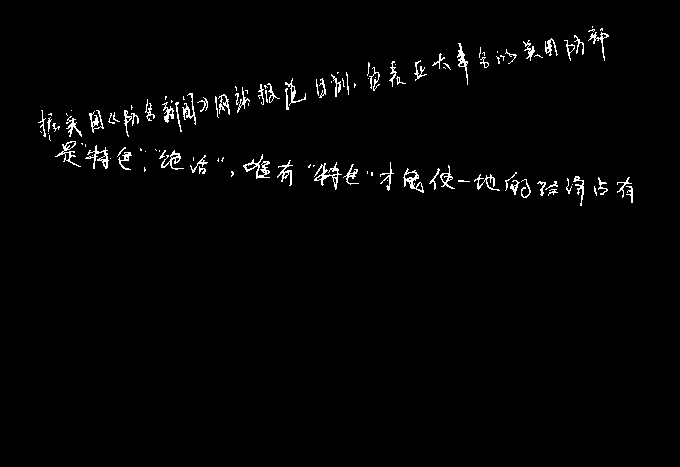 据美国《防务新闻》网站报道日前，负责亚太事务的美国防部
是“特色”，“绝活”，唯有“特色”才能使一地的经济占有